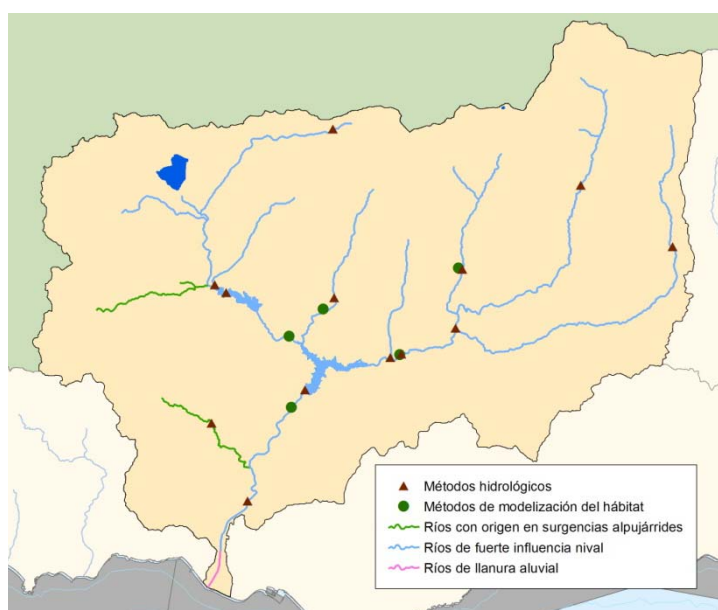 Métodos hidrológicos
Métodos de modelización del hábitat
Ríos con origen en surgencias alpujárrides
Ríos de fuerte influencia nival
Ríos de llanura aluvial